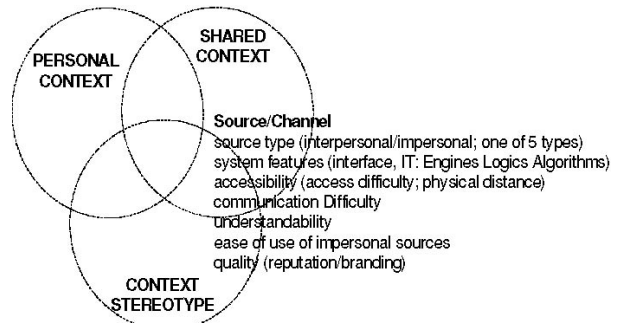 PERSONAL
CONTEXT
SHARED
CONTEXT
Source/Channel
source type (interpersonal/impersonal; one of 5 types)
system features (interface, IT: Engines Logics Algorithms)
accessibility (access difficulty; physical distance)
communication Difficulty
understandability
ease of use of impersonal sources
quality (reputation/branding)
CONTEXT
STEREOTYPE